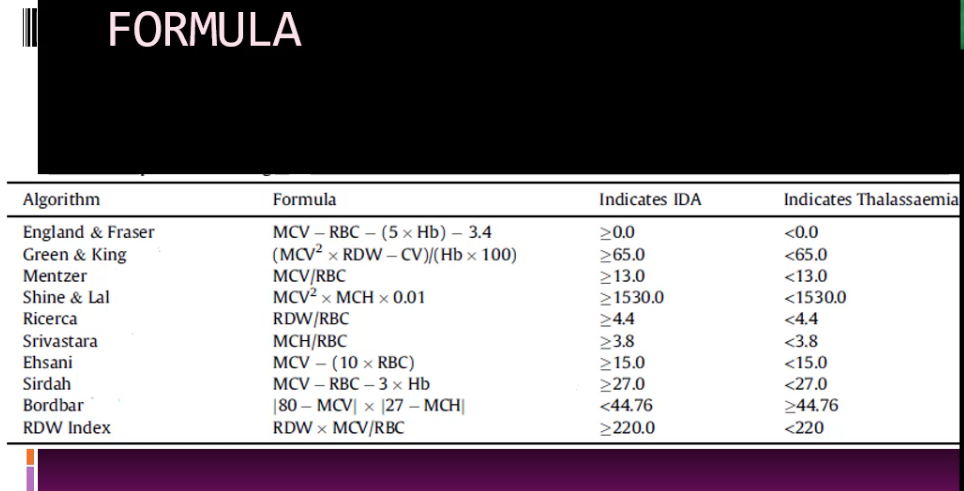 FORMULA
Algorithm Formula Indicates IDA Indicates Thalassaemia
England & Fraser MCV – RBC – (5 × Hb) – 3.4 ≥0.0 <0.0
Green & King (MCV² × RDW – CV)/(Hb × 100) ≥65.0 <65.0
Mentzer MCV/RBC ≥13.0 <13.0
Shine & Lal MCV² × MCH × 0.01 ≥1530.0 <1530.0
Ricerca RDW/RBC ≥4.4 <4.4
Srivastara MCH/RBC ≥3.8 <3.8
Ehsani MCV – (10 × RBC) ≥15.0 <15.0
Sirdah MCV – RBC – 3 × Hb ≥27.0 <27.0
Bordbar |80 – MCV| × |27 – MCH| <44.76 ≥44.76
RDW Index RDW × MCV/RBC ≥220.0 <220